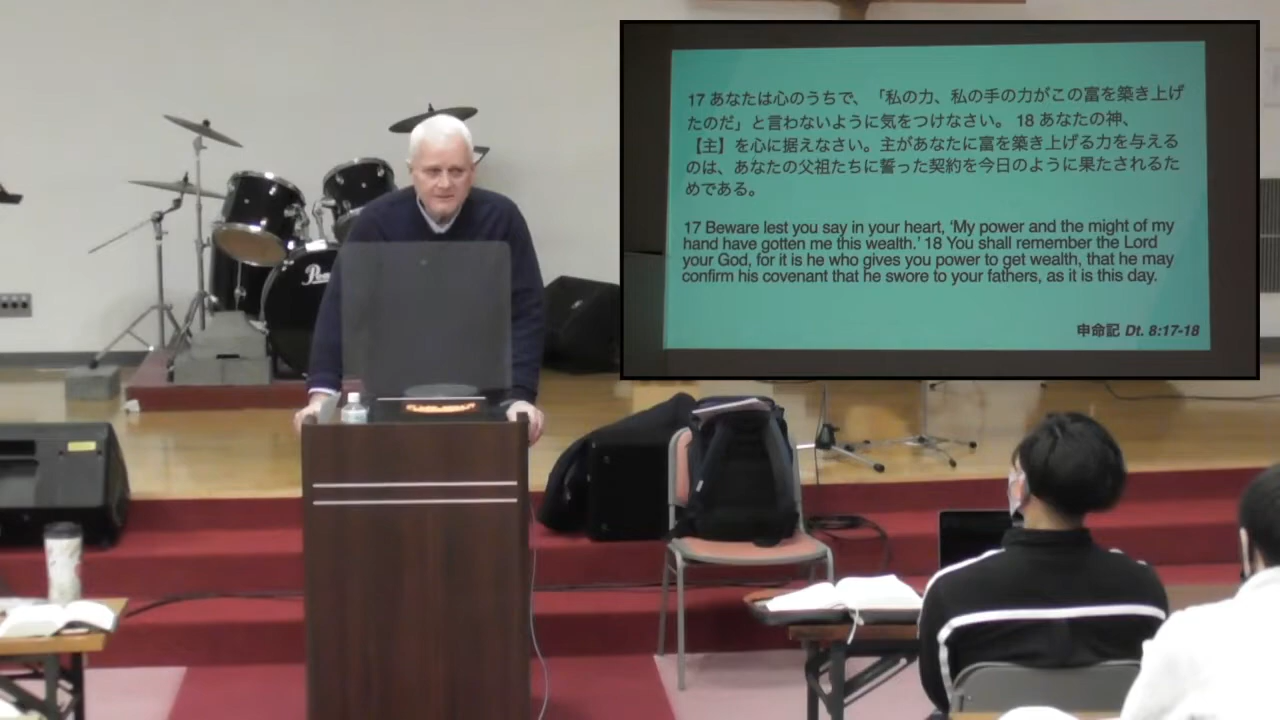 17 あなたは心のうちで、「私の力、私の手の力がこの富を築き上げ
たのだ」と言わないように気をつけなさい。 18 あなたの神、
【主】を心に据えなさい。主があなたに富を築き上げる力を与える
のは、あなたの父祖たちに誓った契約を今日のように果たされるた
めである。
17 Beware lest you say in your heart, ‘My power and the might of my
hand have gotten me this wealth.’ 18 You shall remember the Lord
your God, for it is he who gives you power to get wealth, that he may
confirm his covenant that he swore to your fathers, as it is this day.
申命記 Dt. 8:17-18